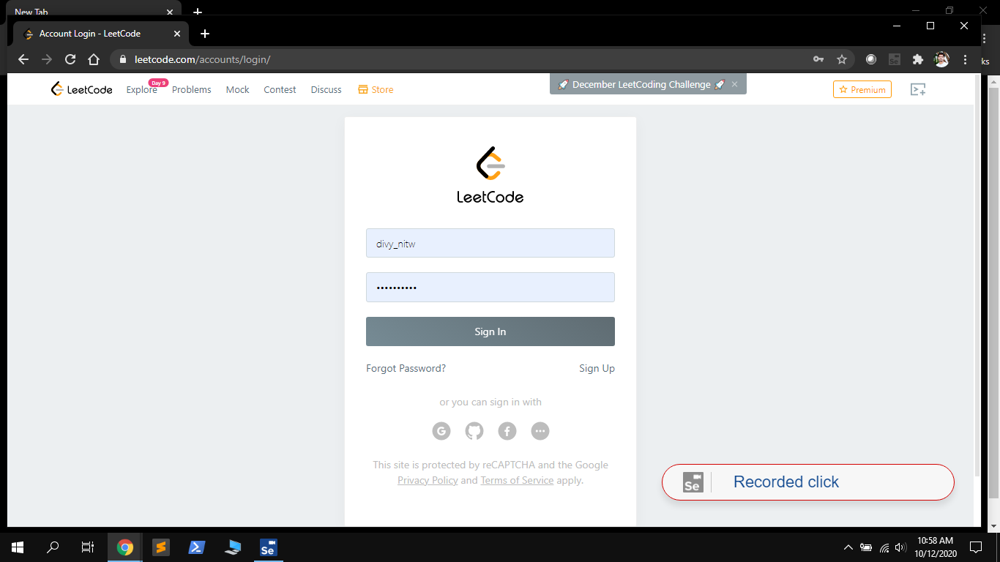 New Tab
Account Login - LeetCode
leetcode.com/accounts/login/
ks
LeetCode Explore Day 9 Problems Mock Contest Discuss Store 🚀 December LeetCoding Challenge 🚀 Premium
LeetCode
divy_nitw
••••••••••
Sign In
Forgot Password? Sign Up
or you can sign in with
This site is protected by reCAPTCHA and the Google
Privacy Policy and Terms of Service apply.
Se Recorded click
Se
10:58 AM
10/12/2020